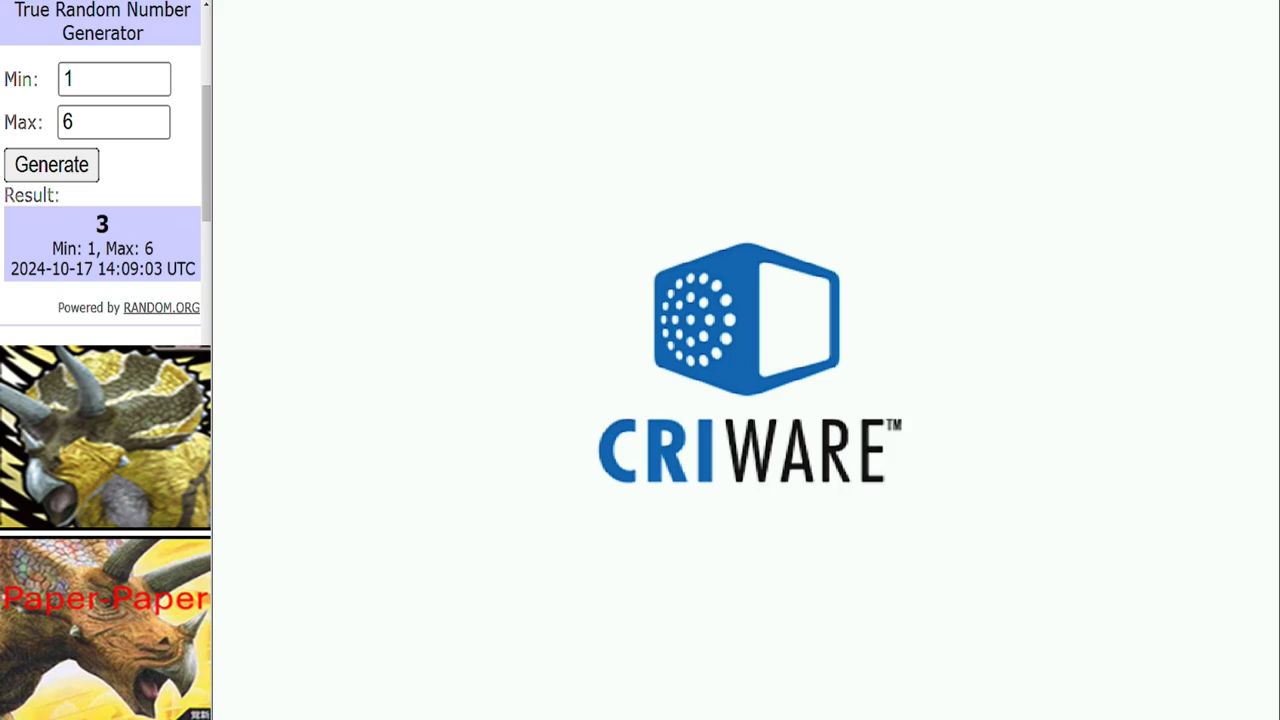 True Random Number
Generator
Min: 1
Max: 6
Generate
Result:
3
Min: 1, Max: 6
2024-10-17 14:09:03 UTC
Powered by RANDOM.ORG
Paper-Paper
CRIWARE™